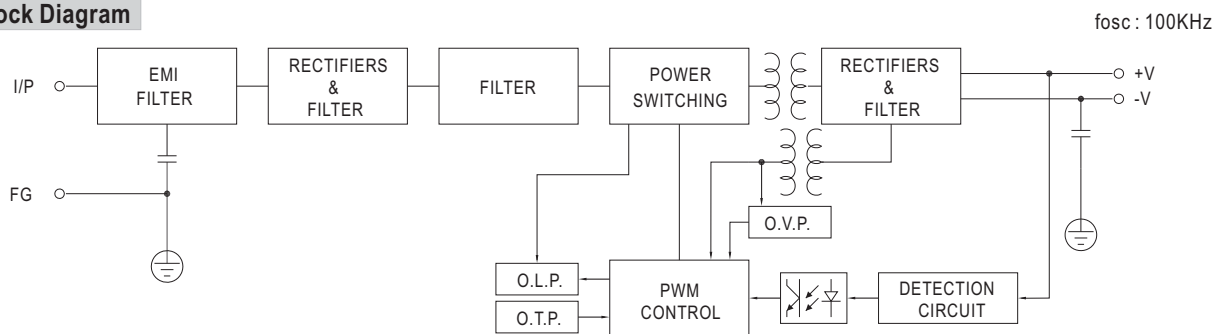 ock Diagram
fosc : 100KHz
I/P
EMI
FILTER
RECTIFIERS
&
FILTER
FILTER
POWER
SWITCHING
RECTIFIERS
&
FILTER
+V
-V
FG
O.V.P.
O.L.P.
O.T.P.
PWM
CONTROL
DETECTION
CIRCUIT